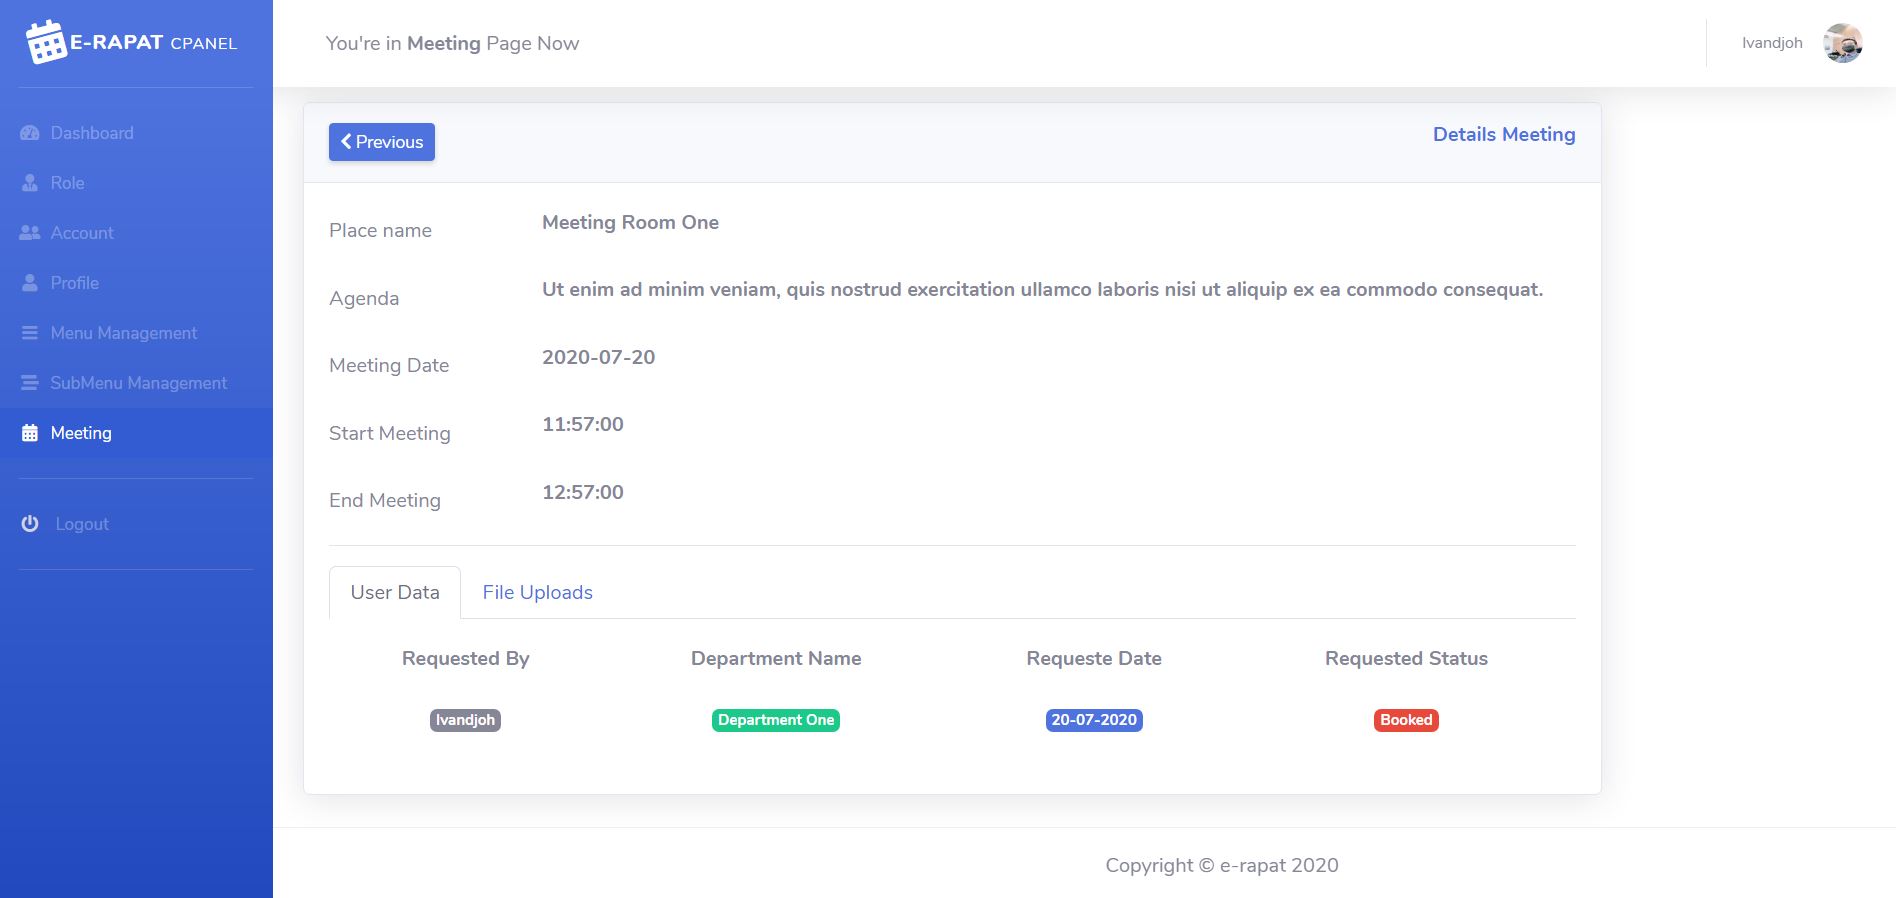 E-RAPAT CPANEL
You're in Meeting Page Now
Ivandjoh
Dashboard
Role
Account
Profile
Menu Management
SubMenu Management
Meeting
Logout
Previous
Details Meeting
Place name
Meeting Room One
Agenda
Ut enim ad minim veniam, quis nostrud exercitation ullamco laboris nisi ut aliquip ex ea commodo consequat.
Meeting Date
2020-07-20
Start Meeting
11:57:00
End Meeting
12:57:00
User Data File Uploads
Requested By Department Name Requeste Date Requested Status
Ivandjoh Department One 20-07-2020 Booked
Copyright © e-rapat 2020